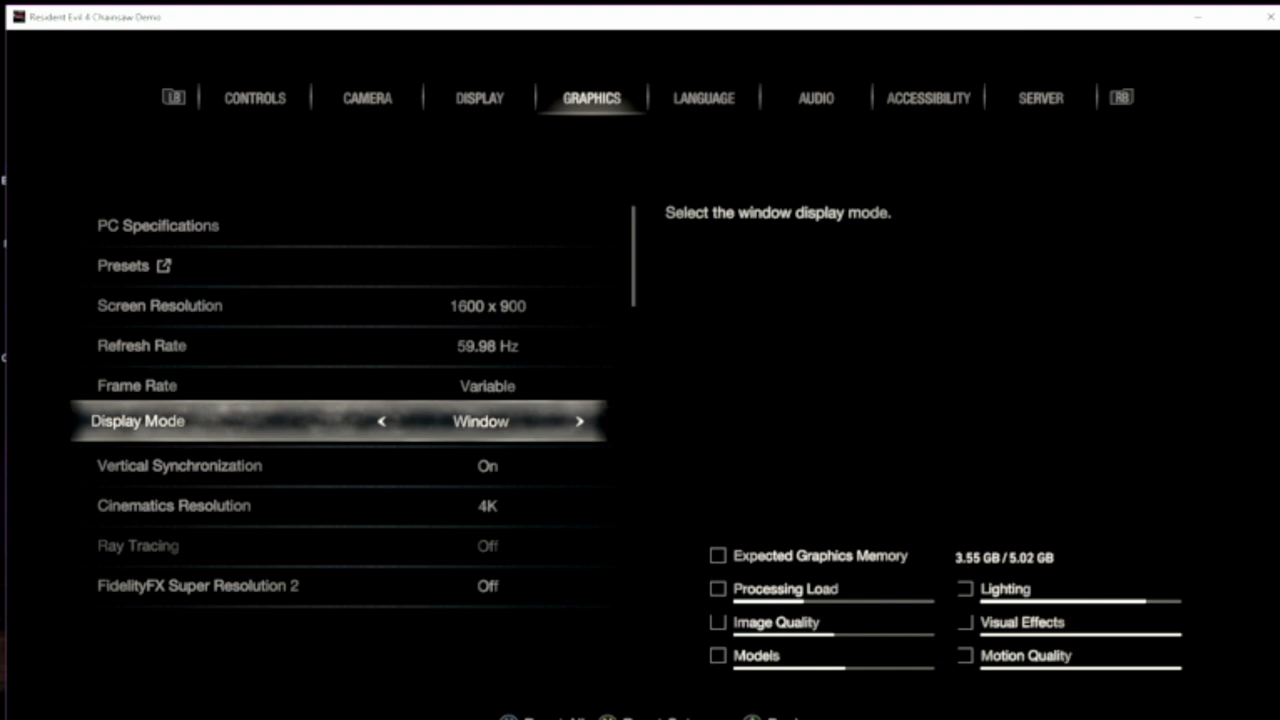 Resident Evil 4 Chainsaw Demo
LB CONTROLS CAMERA DISPLAY GRAPHICS LANGUAGE AUDIO ACCESSIBILITY SERVER RB
PC Specifications
Presets
Screen Resolution 1600 x 900
Refresh Rate 59.98 Hz
Frame Rate Variable
Display Mode Window
Vertical Synchronization On
Cinematics Resolution 4K
Ray Tracing Off
FidelityFX Super Resolution 2 Off
Select the window display mode.
Expected Graphics Memory 3.55 GB / 5.02 GB
Processing Load Lighting
Image Quality Visual Effects
Models Motion Quality